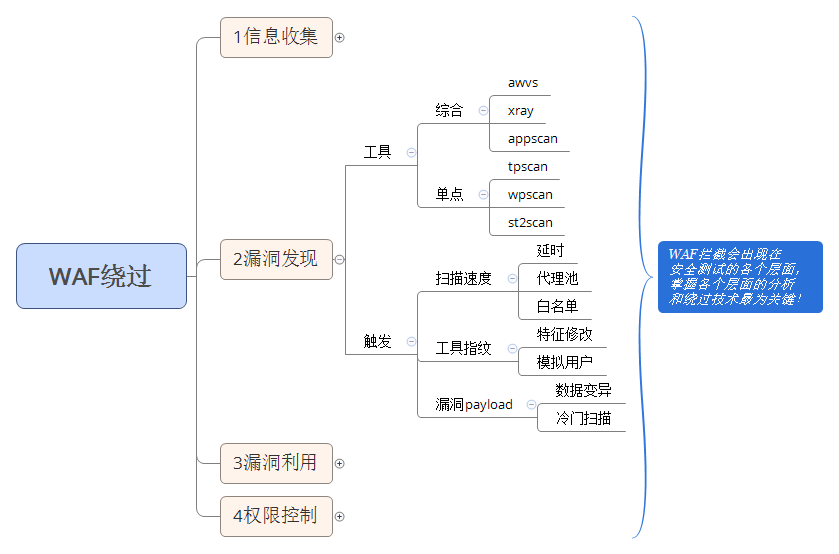 WAF绕过
1信息收集
2漏洞发现
工具
综合
awvs
xray
appscan
单点
tpscan
wpscan
st2scan
触发
扫描速度
延时
代理池
白名单
工具指纹
特征修改
模拟用户
漏洞payload
数据变异
冷门扫描
3漏洞利用
4权限控制
WAF拦截会出现在
安全测试的各个层面，
掌握各个层面的分析
和绕过技术最为关键！